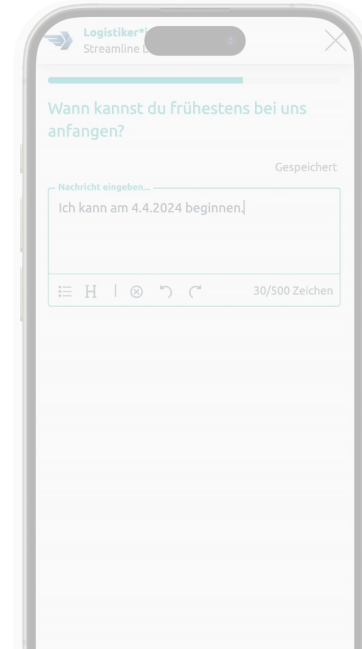 Logistiker*i
Streamline L
Wann kannst du frühestens bei uns
anfangen?
Gespeichert
Nachricht eingeben...
Ich kann am 4.4.2024 beginnen.
H
30/500 Zeichen